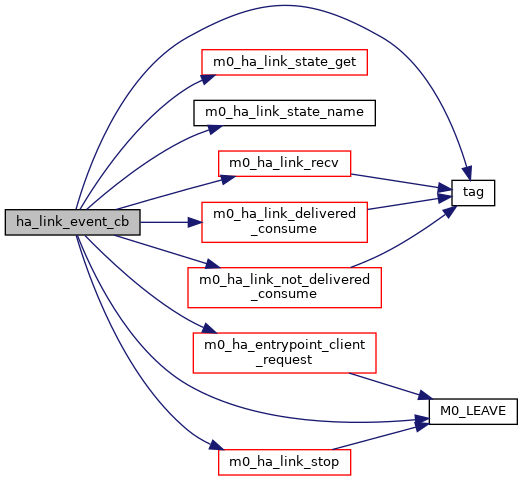 m0_ha_link_state_get
m0_ha_link_state_name
m0_ha_link_recv
tag
ha_link_event_cb
m0_ha_link_delivered
_consume
m0_ha_link_not_delivered
_consume
m0_ha_entrypoint_client
_request
M0_LEAVE
m0_ha_link_stop